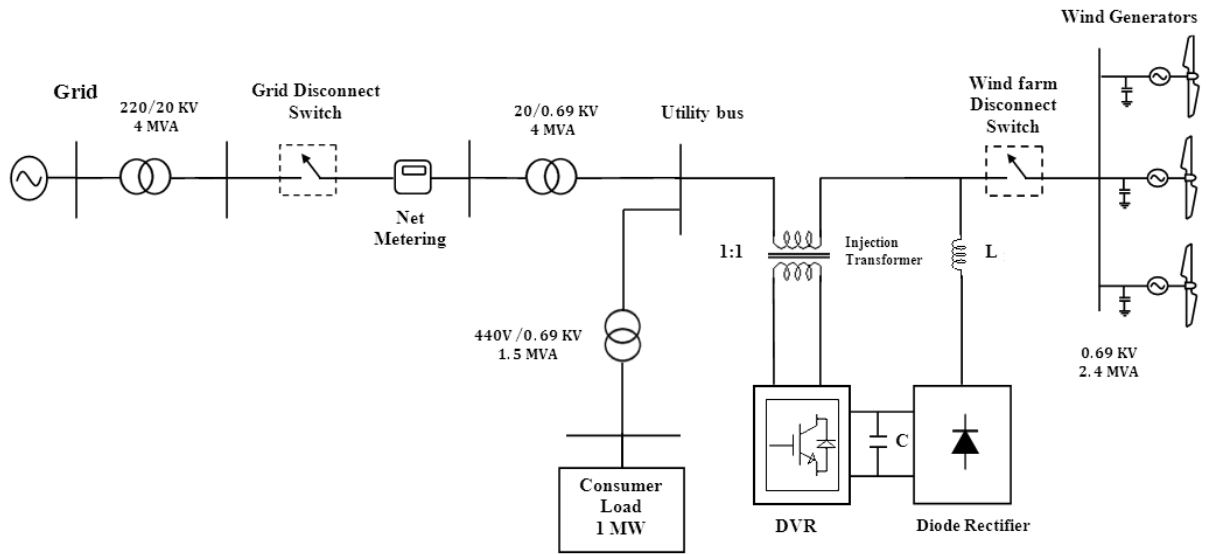 Wind Generators
Grid
220/20 KV
4 MVA
Grid Disconnect
Switch
20/0.69 KV
4 MVA
Utility bus
Wind farm
Disconnect
Switch
Net
Metering
1:1
Injection
Transformer
L
440V /0.69 KV
1.5 MVA
0.69 KV
2.4 MVA
C
Consumer
Load
1 MW
DVR
Diode Rectifier